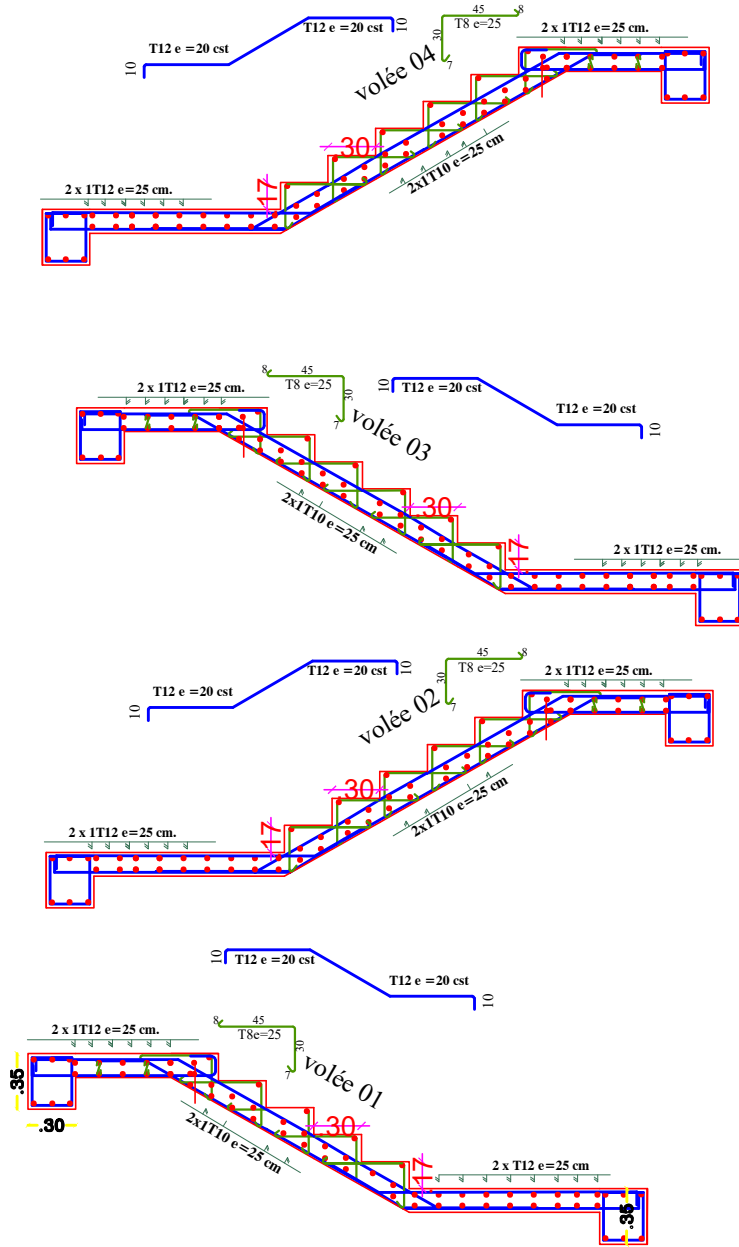 45
8
T12 e =20 cst
T8 e=25
2 x 1T12 e=25 cm.
T12 e =20 cst
10
30
10
7
volée 04
30
2x1T10 e=25 cm
17
2 x 1T12 e=25 cm.
8
45
T8 e=25
30
7
10
T12 e =20 cst
2 x 1T12 e=25 cm.
T12 e =20 cst
10
volée 03
30
2x1T10 e=25 cm
17
2 x 1T12 e=25 cm.
45
8
T8 e=25
30
7
T12 e =20 cst
10
2 x 1T12 e=25 cm.
T12 e =20 cst
10
volée 02
30
2x1T10 e=25 cm
17
2 x 1T12 e=25 cm.
10
T12 e =20 cst
T12 e =20 cst
10
8
45
T8e=25
30
7
2 x 1T12 e=25 cm.
volée 01
.35
.30
30
2x1T10 e=25 cm
17
2 x T12 e=25 cm
.35